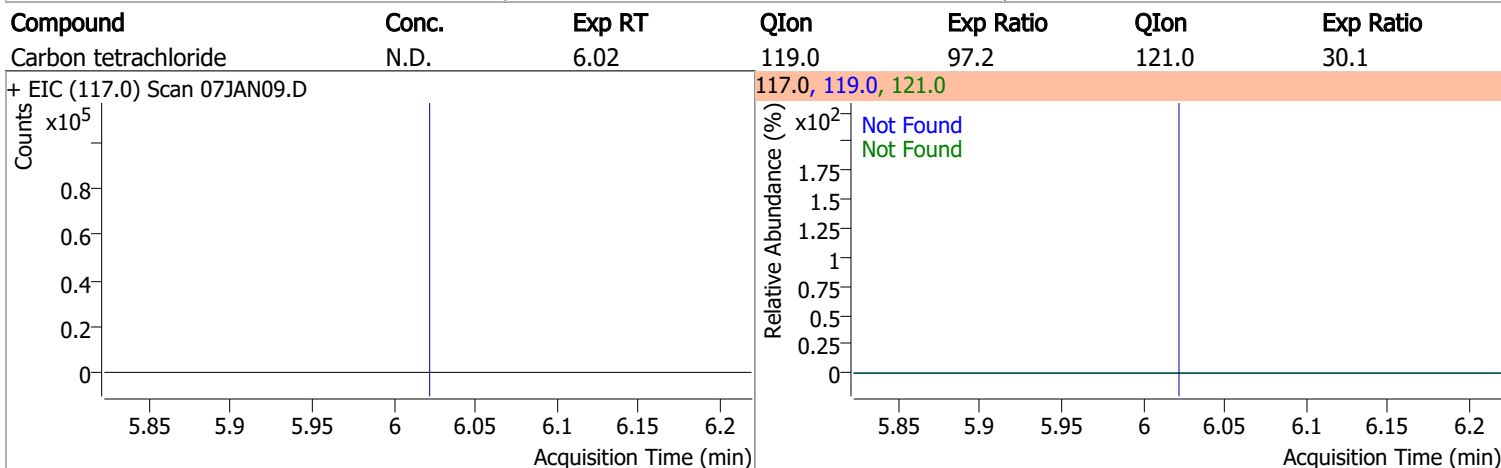 Compound Conc. Exp RT QIon Exp Ratio QIon Exp Ratio
Carbon tetrachloride N.D. 6.02 119.0 97.2 121.0 30.1
+ EIC (117.0) Scan 07JAN09.D
Counts
x10^5
0.8
0.6
0.4
0.2
0
5.85 5.9 5.95 6 6.05 6.1 6.15 6.2
Acquisition Time (min)
117.0, 119.0, 121.0
Relative Abundance (%)
x10^2
Not Found
Not Found
1.75
1.5
1.25
1
0.75
0.5
0.25
0
5.85 5.9 5.95 6 6.05 6.1 6.15 6.2
Acquisition Time (min)